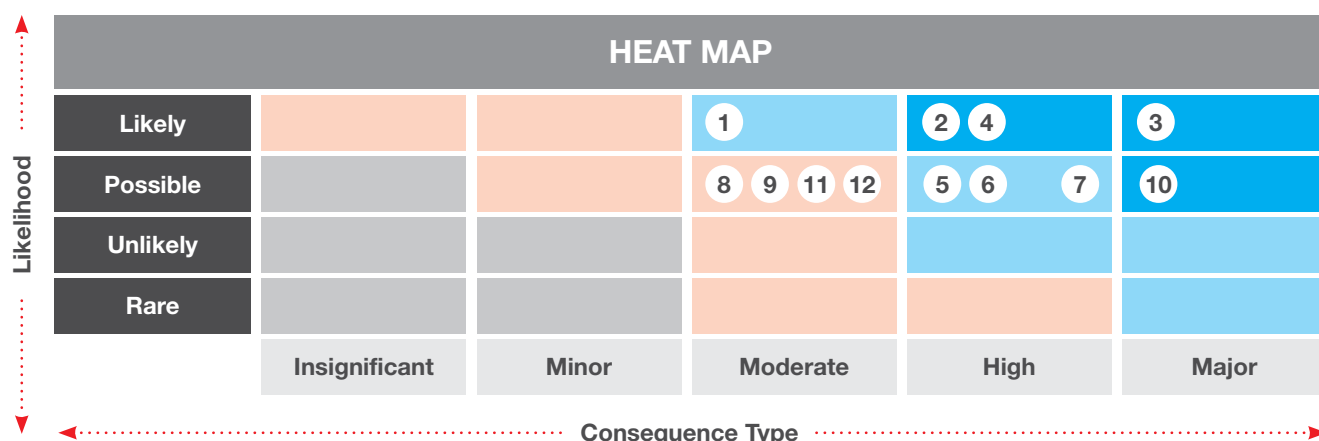 HEAT MAP
Likelihood
Likely 1 2 4 3
Possible 8 9 11 12 5 6 7 10
Unlikely
Rare
Insignificant Minor Moderate High Major
Consequence Type